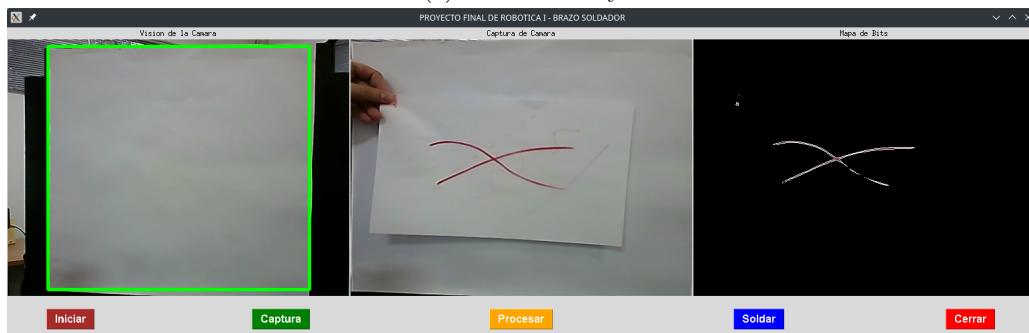 PROYECTO FINAL DE ROBOTICA I - BRAZO SOLDADOR
Vision de la Camara
Captura de Camara
Mapa de Bits
Iniciar
Captura
Procesar
Soldar
Cerrar